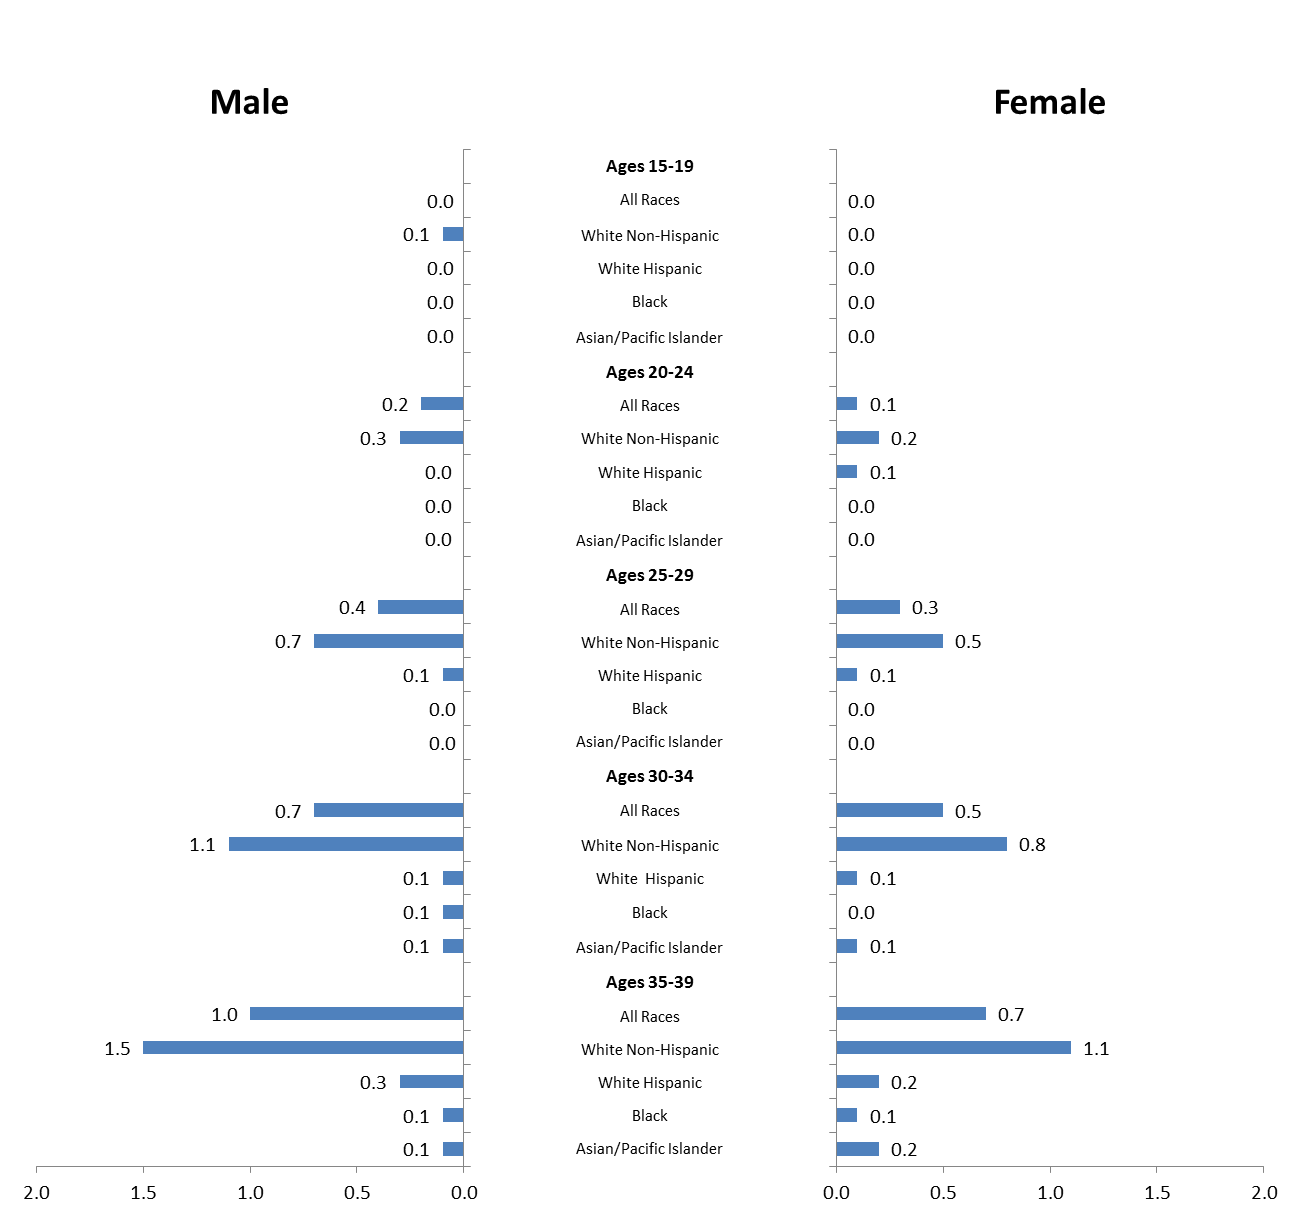 Male Female
Ages 15-19
0.0 All Races 0.0
0.1 White Non-Hispanic 0.0
0.0 White Hispanic 0.0
0.0 Black 0.0
0.0 Asian/Pacific Islander 0.0
Ages 20-24
0.2 All Races 0.1
0.3 White Non-Hispanic 0.2
0.0 White Hispanic 0.1
0.0 Black 0.0
0.0 Asian/Pacific Islander 0.0
Ages 25-29
0.4 All Races 0.3
0.7 White Non-Hispanic 0.5
0.1 White Hispanic 0.1
0.0 Black 0.0
0.0 Asian/Pacific Islander 0.0
Ages 30-34
0.7 All Races 0.5
1.1 White Non-Hispanic 0.8
0.1 White Hispanic 0.1
0.1 Black 0.0
0.1 Asian/Pacific Islander 0.1
Ages 35-39
1.0 All Races 0.7
1.5 White Non-Hispanic 1.1
0.3 White Hispanic 0.2
0.1 Black 0.1
0.1 Asian/Pacific Islander 0.2
2.0 1.5 1.0 0.5 0.0 0.0 0.5 1.0 1.5 2.0